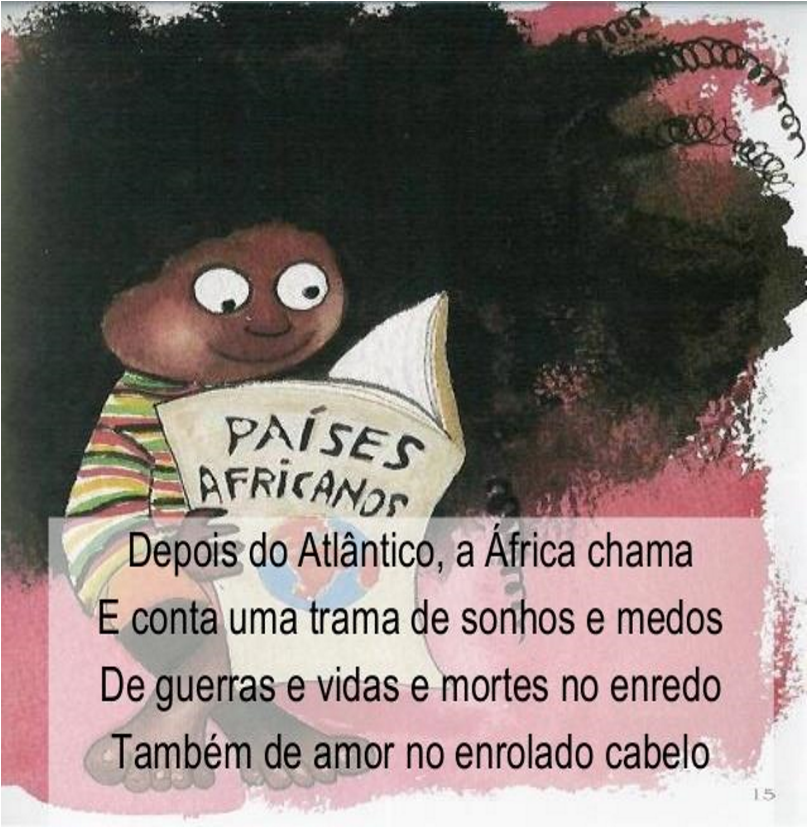 PAÍSES
AFRICANOS
Depois do Atlântico, a África chama
E conta uma trama de sonhos e medos
De guerras e vidas e mortes no enredo
Também de amor no enrolado cabelo
15